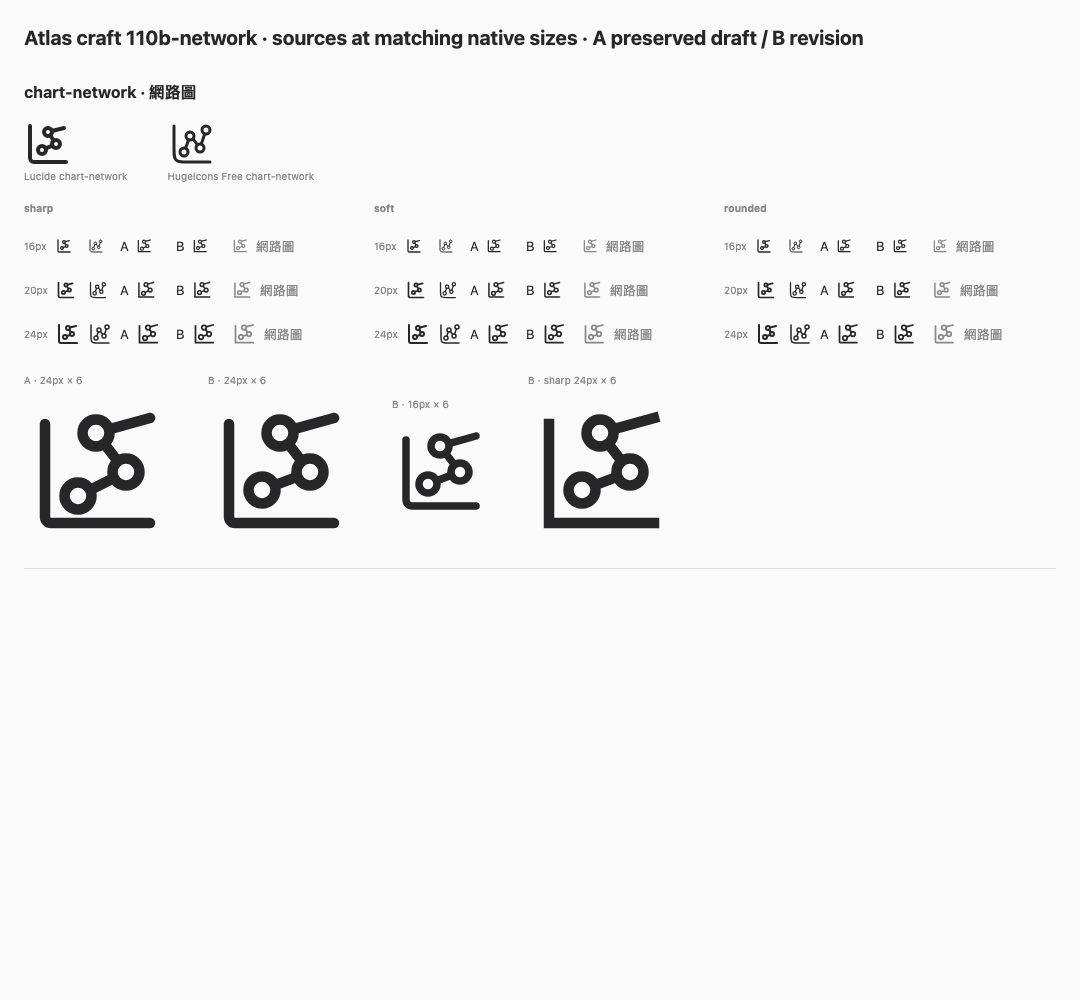 Atlas craft 110b-network · sources at matching native sizes · A preserved draft / B revision
chart-network · 網路圖
Lucide chart-network
Hugeicons Free chart-network
sharp
soft
rounded
16px A B 網路圖
16px A B 網路圖
16px A B 網路圖
20px A B 網路圖
20px A B 網路圖
20px A B 網路圖
24px A B 網路圖
24px A B 網路圖
24px A B 網路圖
A · 24px × 6
B · 24px × 6
B · 16px × 6
B · sharp 24px × 6